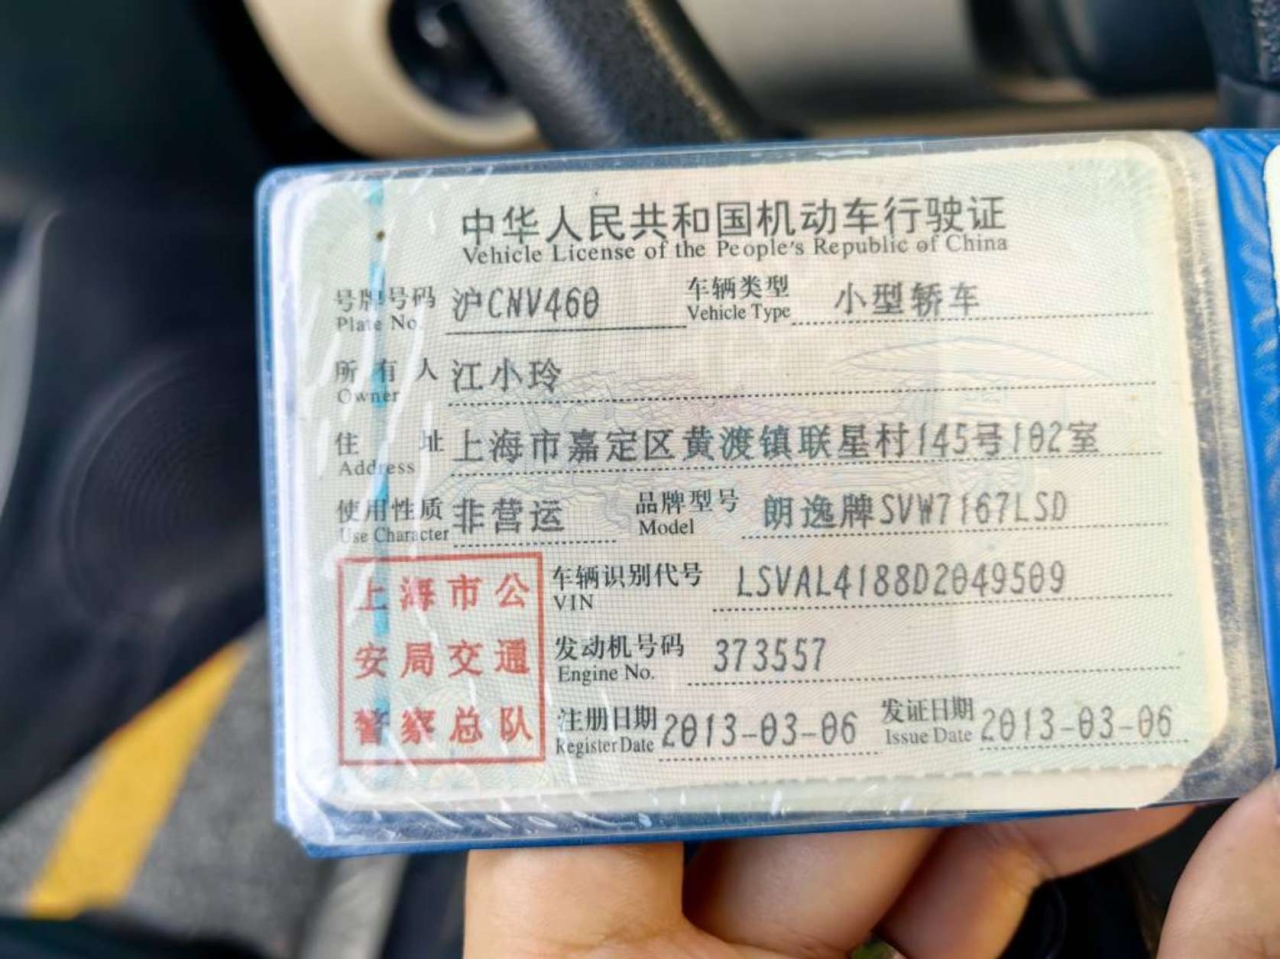 中华人民共和国机动车行驶证
Vehicle License of the People's Republic of China
号牌号码 沪CNV460 车辆类型 小型轿车
Plate No. Vehicle Type
所有人 江小玲
Owner
住址 上海市嘉定区黄渡镇联星村145号102室
Address
使用性质 非营运 品牌型号 朗逸牌SVW7167LSD
Use Character Model
车辆识别代号 LSVAL4188D2049509
VIN
发动机号码 373557
Engine No.
注册日期 2013-03-06 发证日期 2013-03-06
Register Date Issue Date
上海市公
安局交通
警察总队